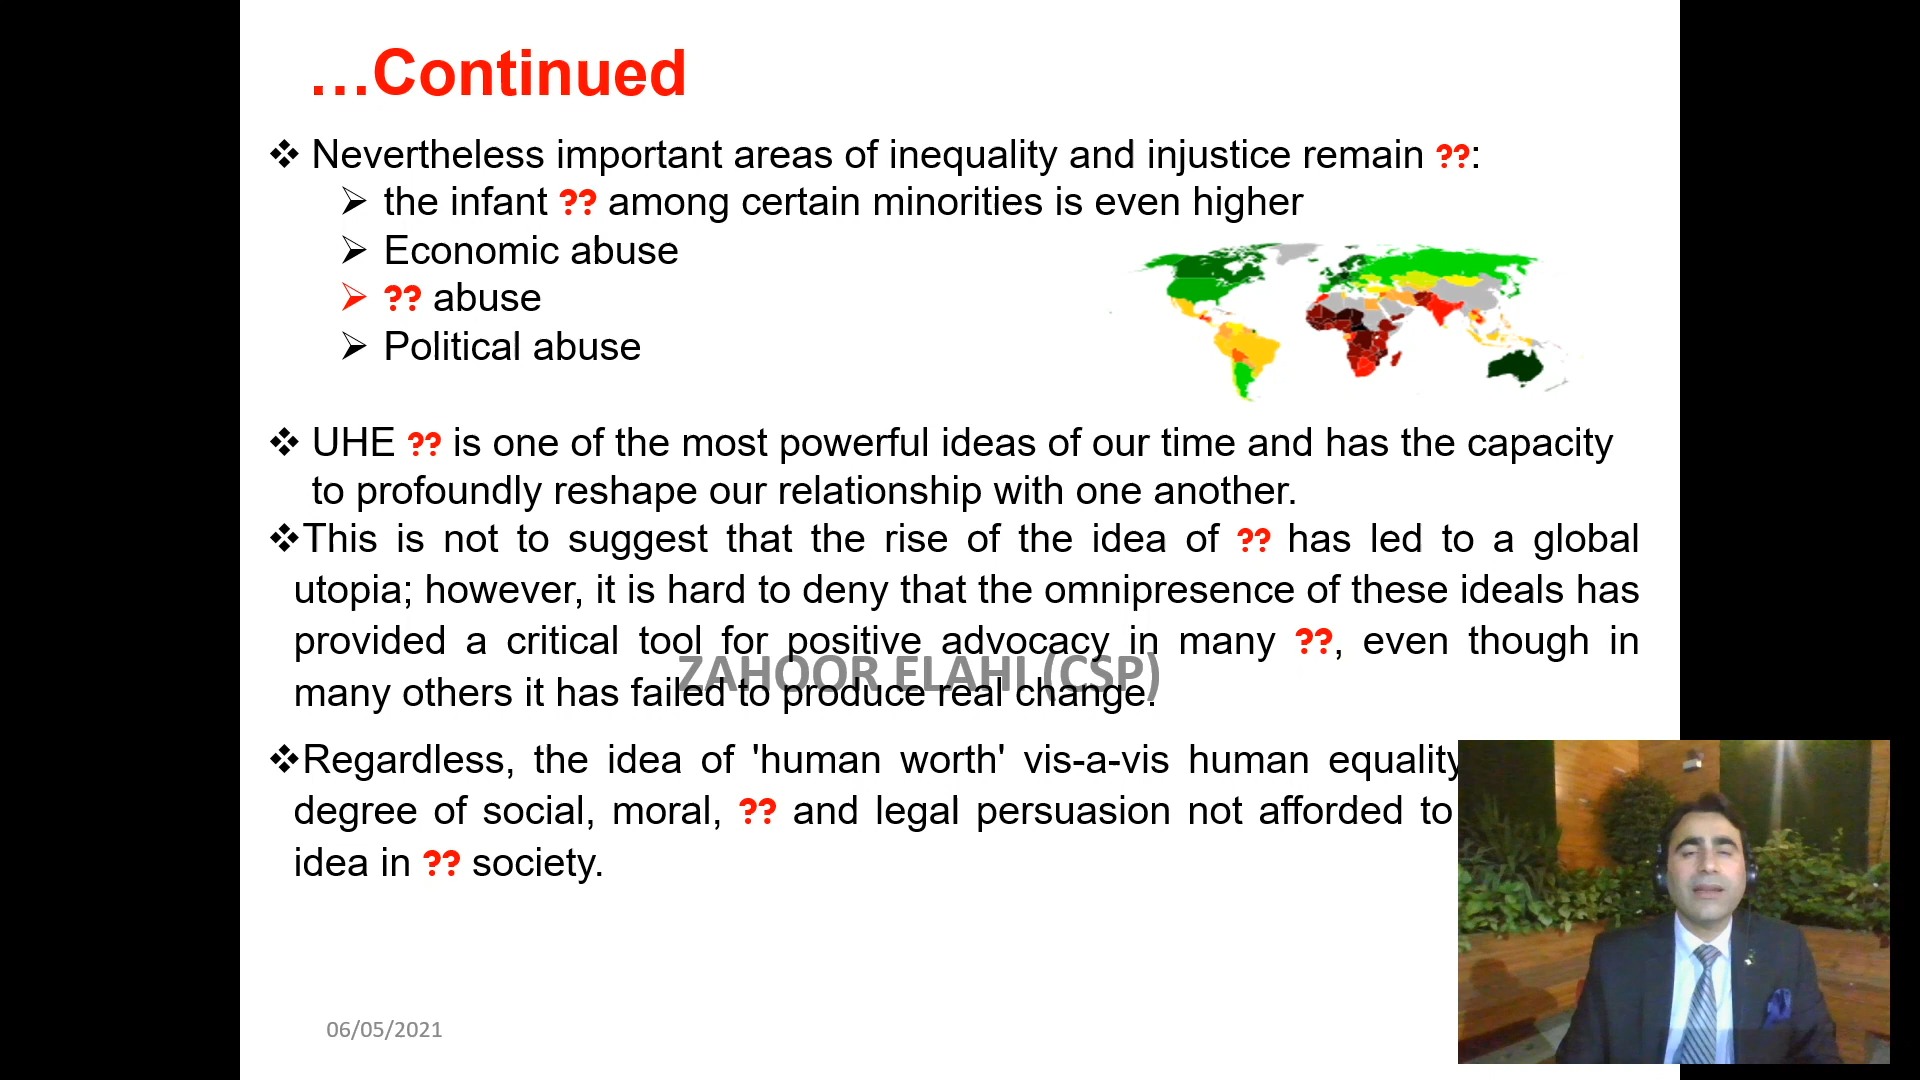 ...Continued
❖ Nevertheless important areas of inequality and injustice remain ??:
➢ the infant ?? among certain minorities is even higher
➢ Economic abuse
➢ ?? abuse
➢ Political abuse
❖ UHE ?? is one of the most powerful ideas of our time and has the capacity
to profoundly reshape our relationship with one another.
❖This is not to suggest that the rise of the idea of ?? has led to a global
utopia; however, it is hard to deny that the omnipresence of these ideals has
provided a critical tool for positive advocacy in many ??, even though in
ZAHOOR ELAHI (CSP)
many others it has failed to produce real change.
❖Regardless, the idea of 'human worth' vis-a-vis human equality
degree of social, moral, ?? and legal persuasion not afforded to
idea in ?? society.
06/05/2021